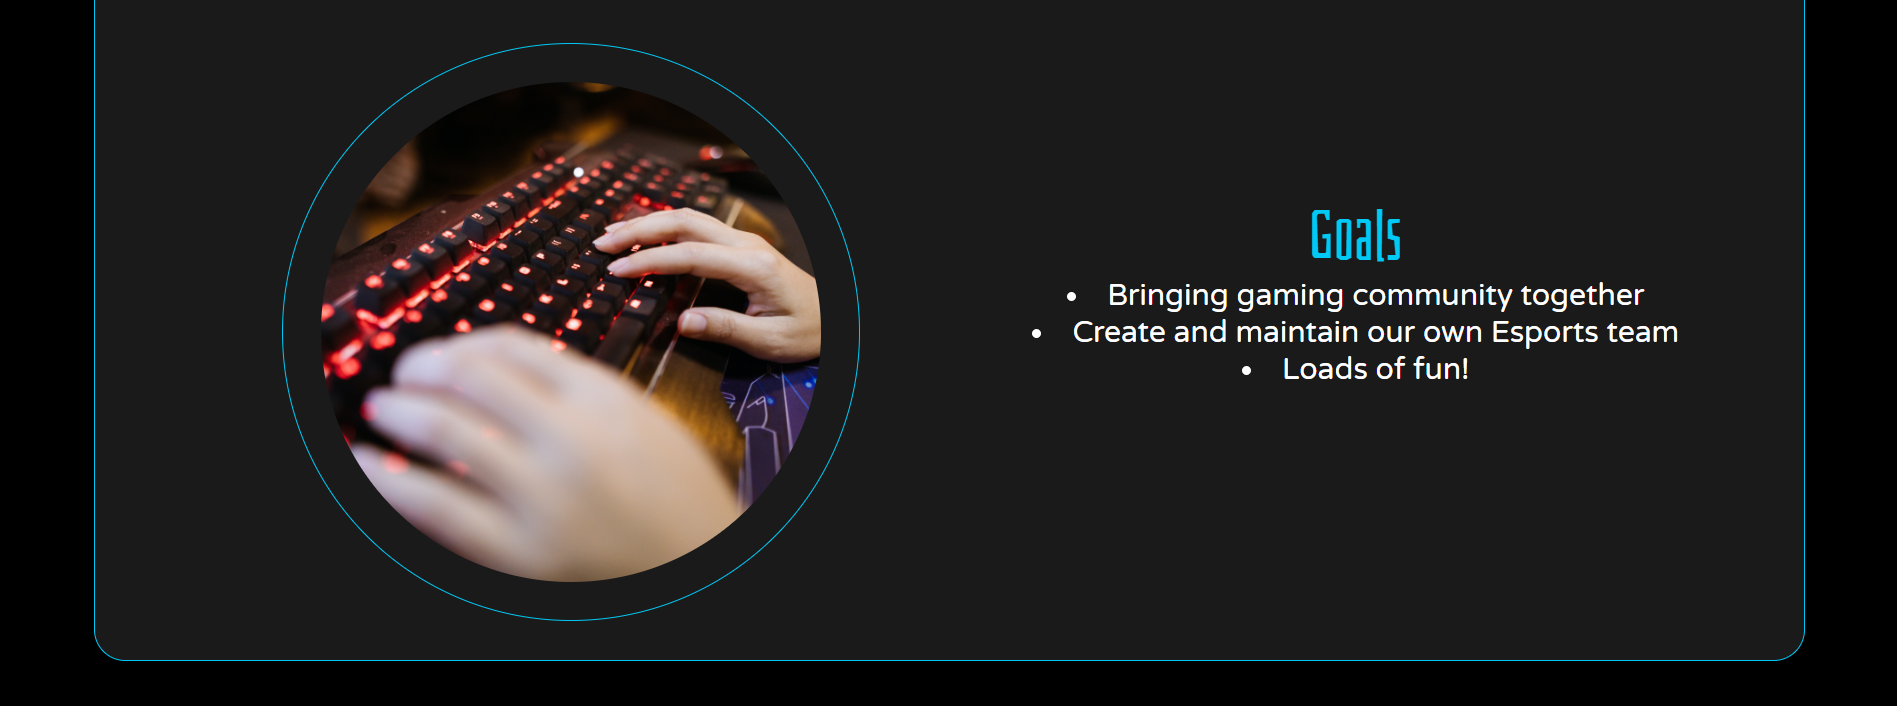 Goals
• Bringing gaming community together
• Create and maintain our own Esports team
• Loads of fun!